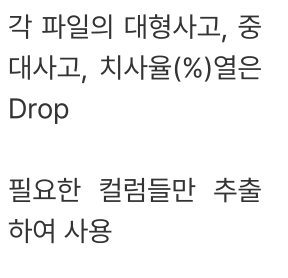 각 파일의 대형사고, 중
대사고, 치사율(%)열은
Drop
필요한 컬럼들만 추출
하여 사용